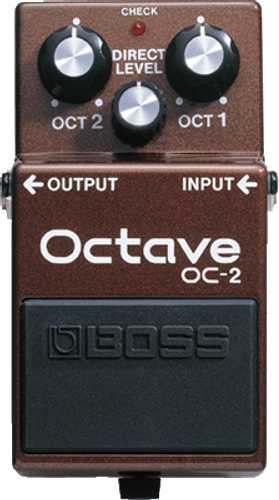 CHECK
DIRECT
LEVEL
OCT 2
OCT 1
←OUTPUT
INPUT←
Octave
OC-2
BOSS